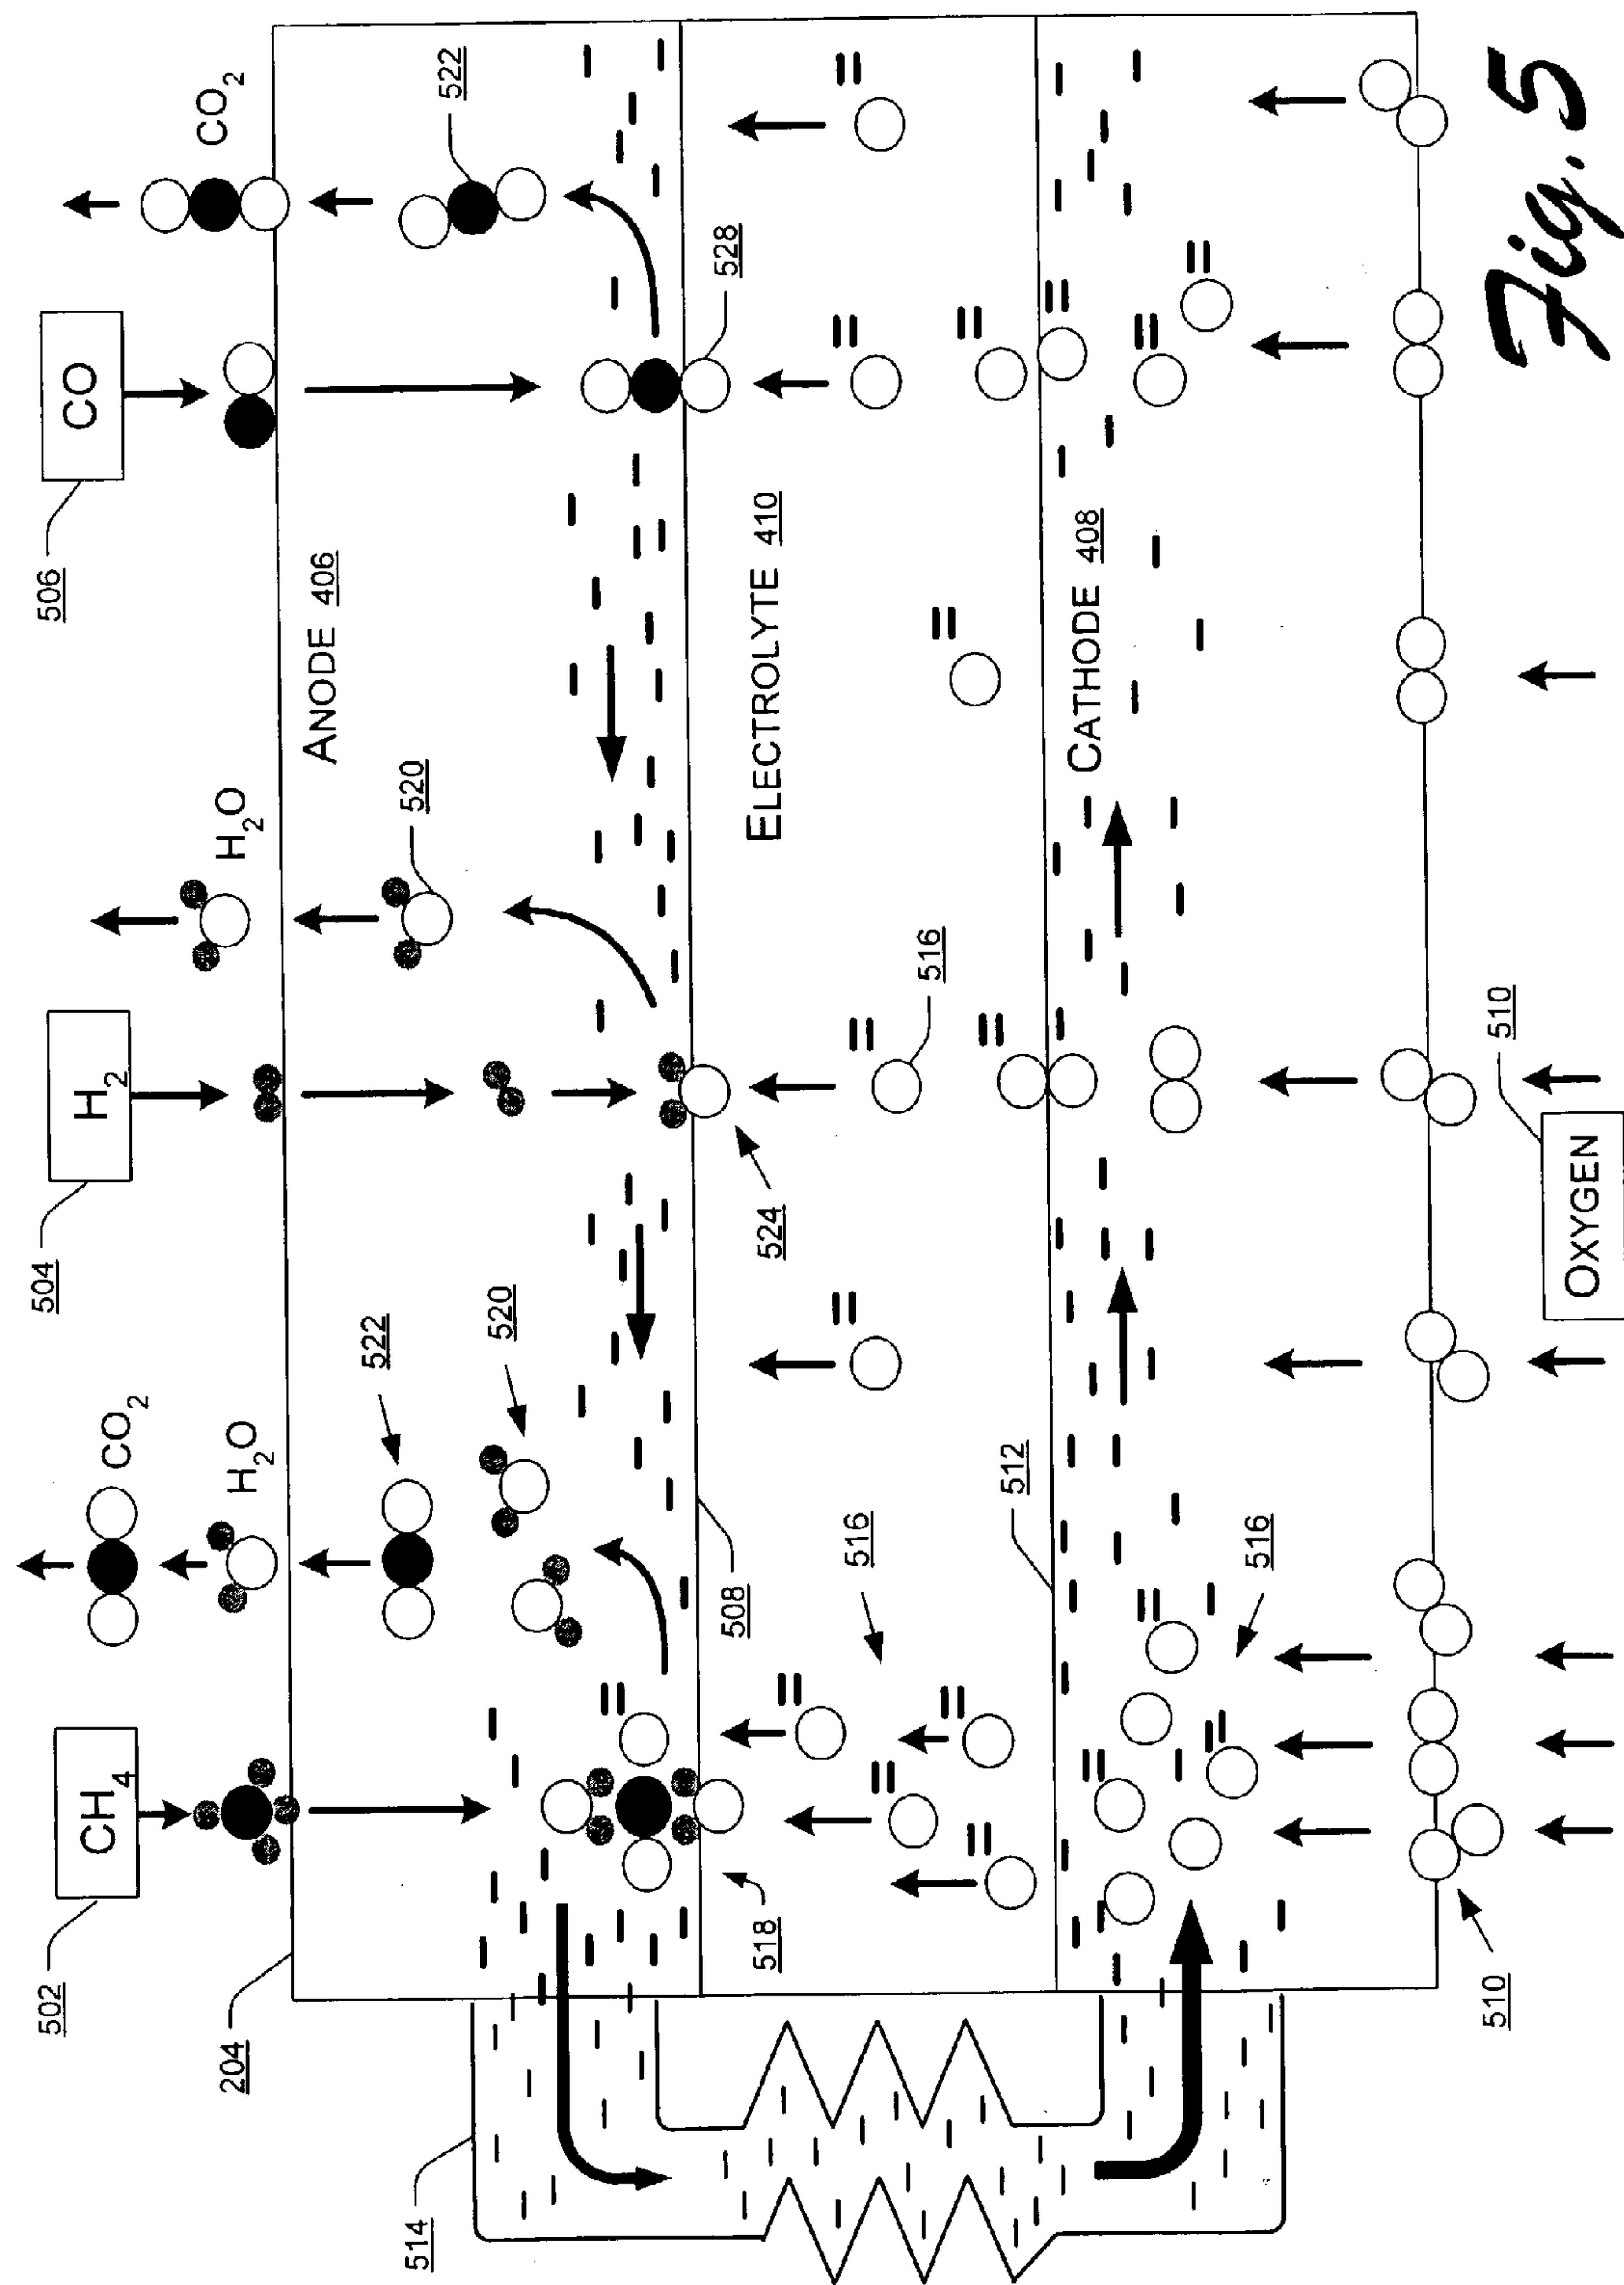 502
CH4
CO2
H2O
504
H2
H2O
506
CO
CO2
204
522
520
520
522
ANODE 406
514
518
508
524
528
ELECTROLYTE 410
516
516
512
CATHODE 408
516
510
OXYGEN
510
Fig. 5